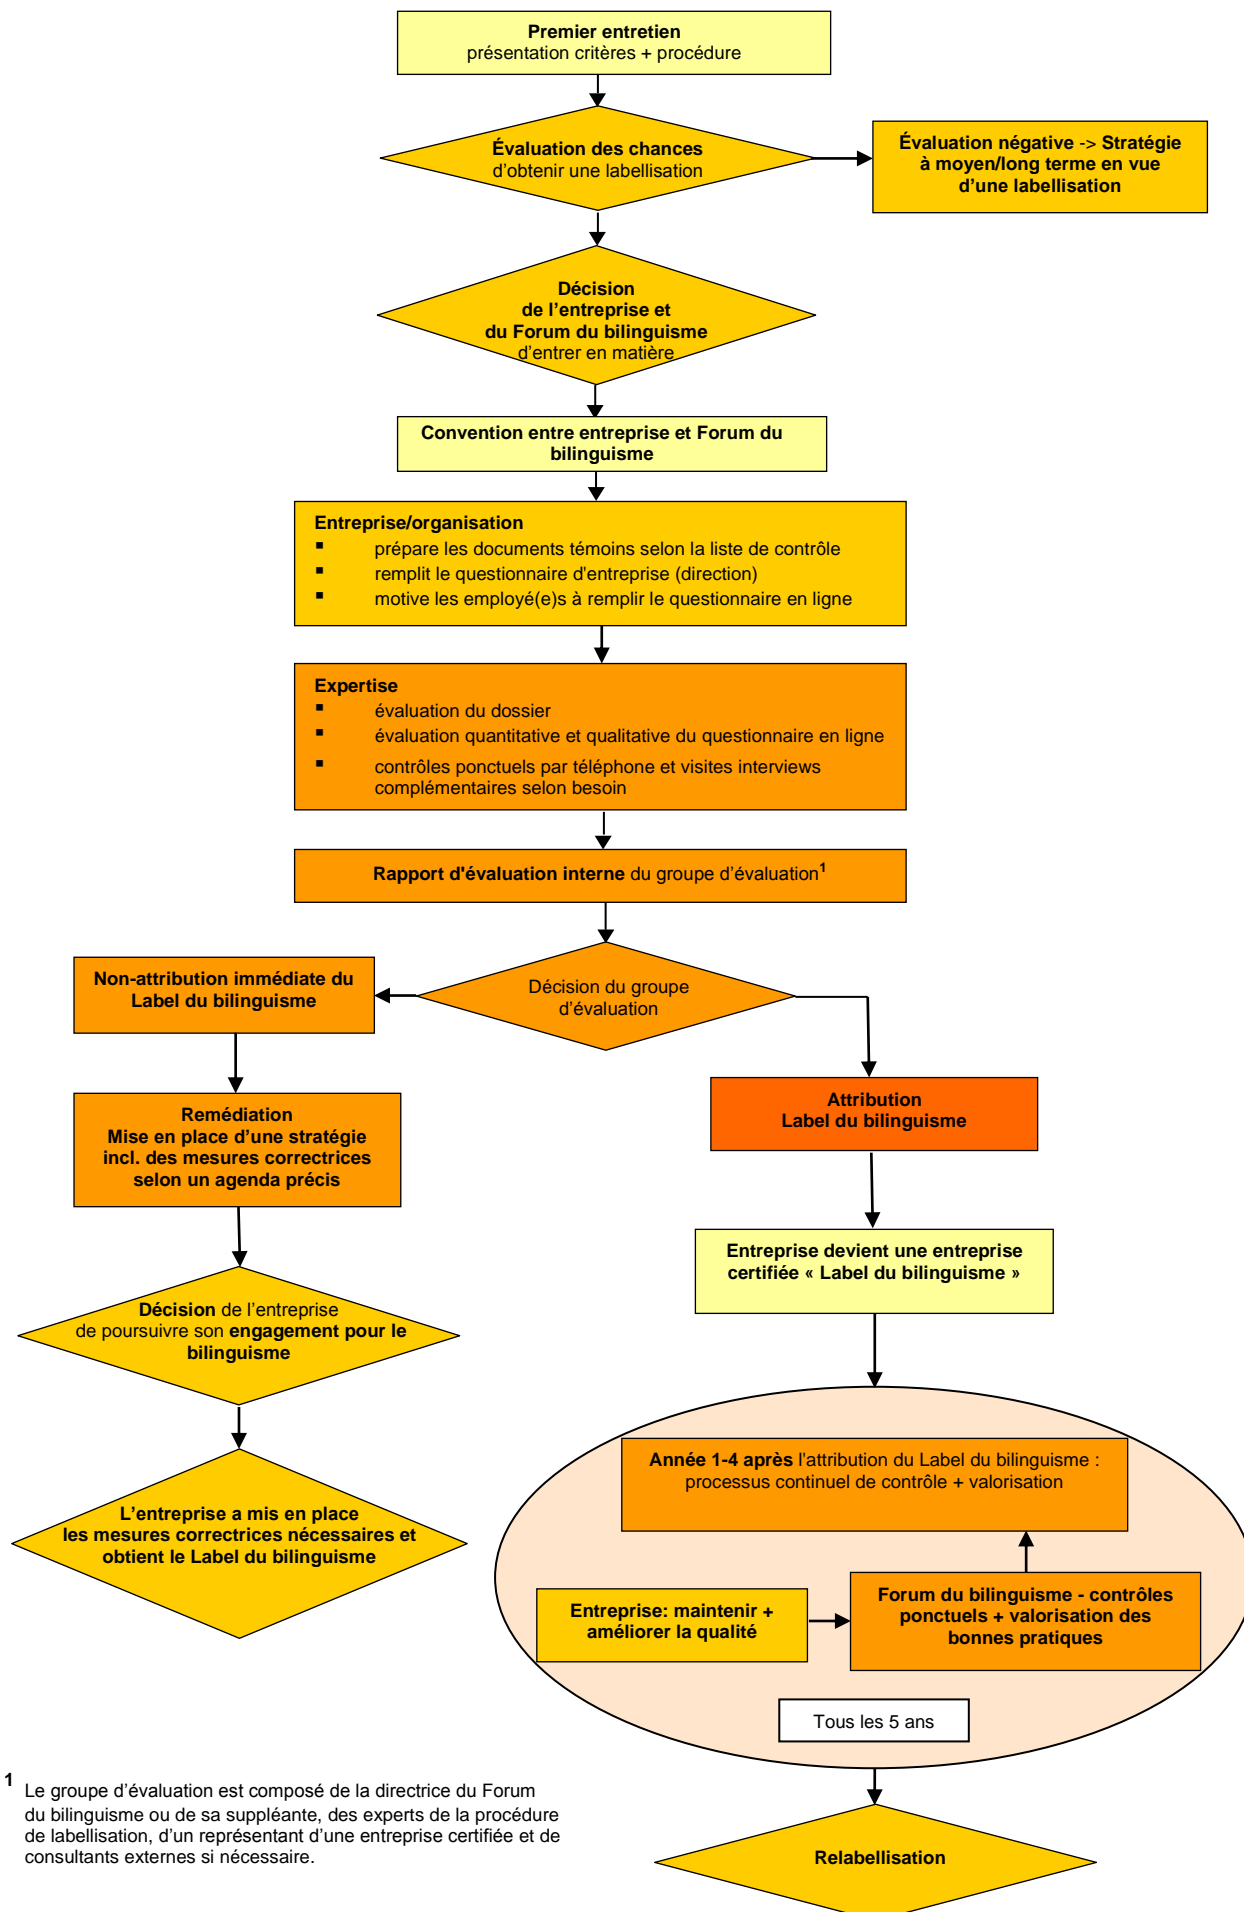 Premier entretien
présentation critères + procédure
Évaluation des chances
d'obtenir une labellisation
Évaluation négative -> Stratégie
à moyen/long terme en vue
d'une labellisation
Décision
de l'entreprise et
du Forum du bilinguisme
d'entrer en matière
Convention entre entreprise et Forum du
bilinguisme
Entreprise/organisation
▪ prépare les documents témoins selon la liste de contrôle
▪ remplit le questionnaire d'entreprise (direction)
▪ motive les employé(e)s à remplir le questionnaire en ligne
Expertise
▪ évaluation du dossier
▪ évaluation quantitative et qualitative du questionnaire en ligne
▪ contrôles ponctuels par téléphone et visites interviews
complémentaires selon besoin
Rapport d'évaluation interne du groupe d'évaluation1
Décision du groupe
d'évaluation
Non-attribution immédiate du
Label du bilinguisme
Remédiation
Mise en place d'une stratégie
incl. des mesures correctrices
selon un agenda précis
Décision de l'entreprise
de poursuivre son engagement pour le
bilinguisme
L'entreprise a mis en place
les mesures correctrices nécessaires et
obtient le Label du bilinguisme
Attribution
Label du bilinguisme
Entreprise devient une entreprise
certifiée « Label du bilinguisme »
Année 1-4 après l'attribution du Label du bilinguisme :
processus continuel de contrôle + valorisation
Entreprise: maintenir +
améliorer la qualité
Forum du bilinguisme - contrôles
ponctuels + valorisation des
bonnes pratiques
Tous les 5 ans
Relabellisation
1 Le groupe d'évaluation est composé de la directrice du Forum
du bilinguisme ou de sa suppléante, des experts de la procédure
de labellisation, d'un représentant d'une entreprise certifiée et de
consultants externes si nécessaire.